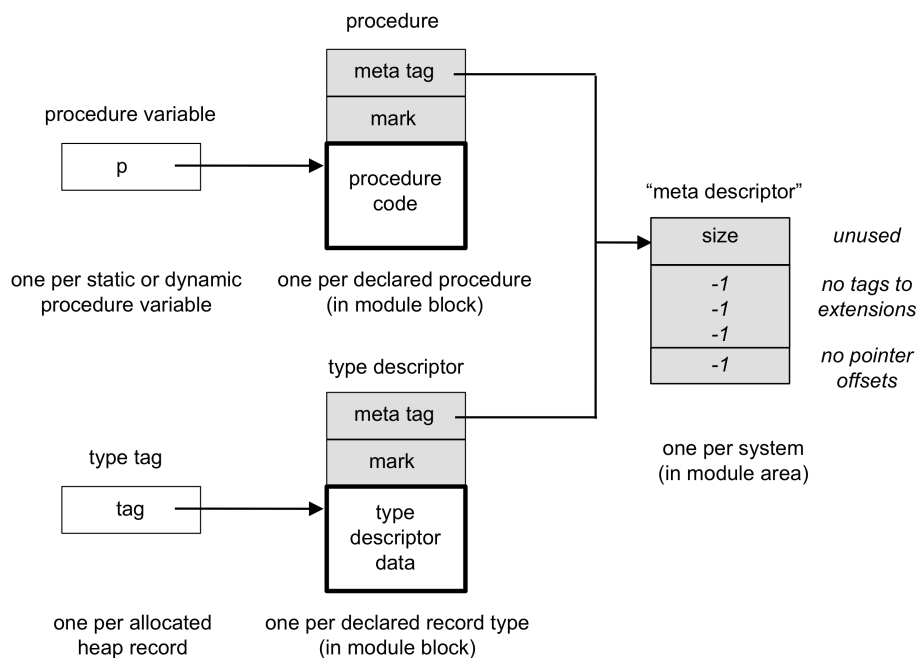 procedure
meta tag
mark
procedure variable
p
procedure
code
one per static or dynamic
procedure variable
one per declared procedure
(in module block)
“meta descriptor”
size
unused
-1
-1
-1
no tags to
extensions
-1
no pointer
offsets
one per system
(in module area)
type descriptor
meta tag
mark
type tag
tag
type
descriptor
data
one per allocated
heap record
one per declared record type
(in module block)